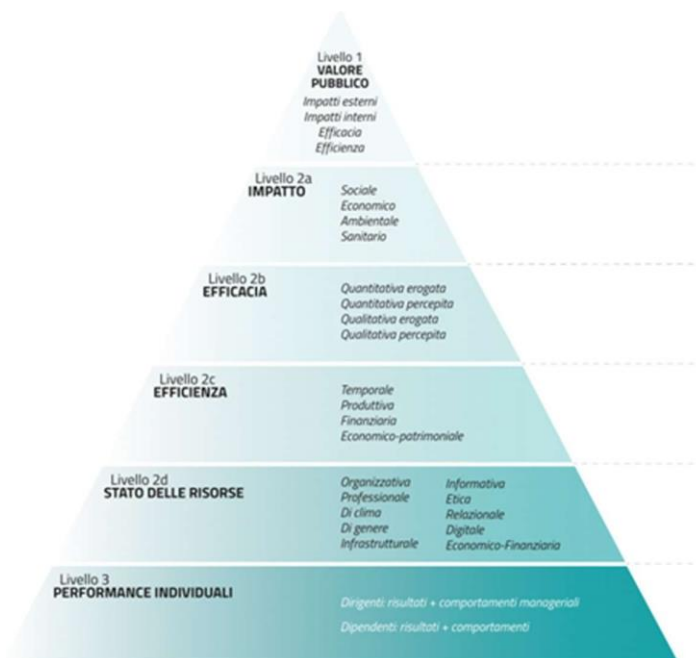 Livello 1
VALORE
PUBBLICO
Impatti esterni
Impatti interni
Efficacia
Efficienza
Livello 2a
IMPATTO
Sociale
Economico
Ambientale
Sanitario
Livello 2b
EFFICACIA
Quantitativa erogata
Quantitativa percepita
Qualitativa erogata
Qualitativa percepita
Livello 2c
EFFICIENZA
Temporale
Produttiva
Finanziaria
Economico-patrimoniale
Livello 2d
STATO DELLE RISORSE
Organizzativa
Professionale
Di clima
Di genere
Infrastrutturale
Informativa
Etica
Relazionale
Digitale
Economico-Finanziaria
Livello 3
PERFORMANCE INDIVIDUALI
Dirigenti: risultati + comportamenti manageriali
Dipendenti: risultati + comportamenti